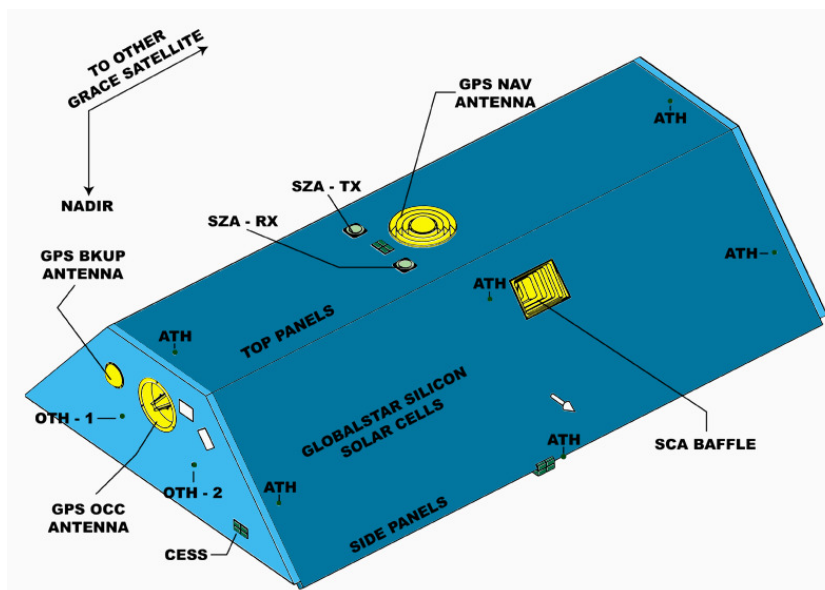 TO OTHER
GRACE SATELLITE
NADIR
GPS NAV
ANTENNA
ATH
SZA - TX
SZA - RX
GPS BKUP
ANTENNA
ATH
ATH
ATH
TOP PANELS
OTH - 1
GLOBALSTAR SILICON
SOLAR CELLS
SCA BAFFLE
ATH
ATH
OTH - 2
GPS OCC
ANTENNA
SIDE PANELS
CESS